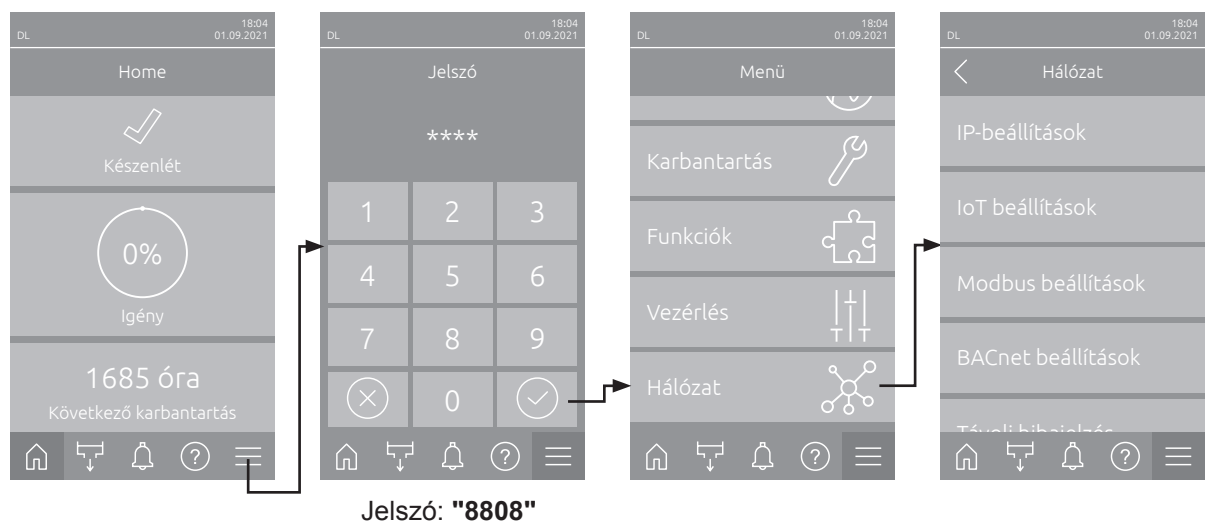 18:04
DL 01.09.2021
Home
Készenlét
0%
Igény
1685 óra
Következő karbantartás
?
18:04
DL 01.09.2021
Jelszó
****
1 2 3
4 5 6
7 8 9
0
?
Jelszó: "8808"
18:04
DL 01.09.2021
Menü
Karbantartás
Funkciók
Vezérlés
Hálózat
?
18:04
DL 01.09.2021
Hálózat
IP-beállítások
IoT beállítások
Modbus beállítások
BACnet beállítások
Távoli hibajelzés
?